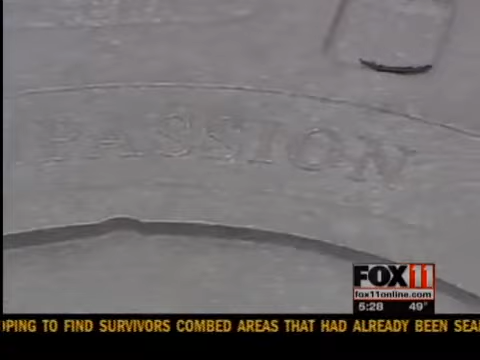 PASSION
FOX 11
fox11online.com
5:28 49°
OPING TO FIND SURVIVORS COMBED AREAS THAT HAD ALREADY BEEN SEA